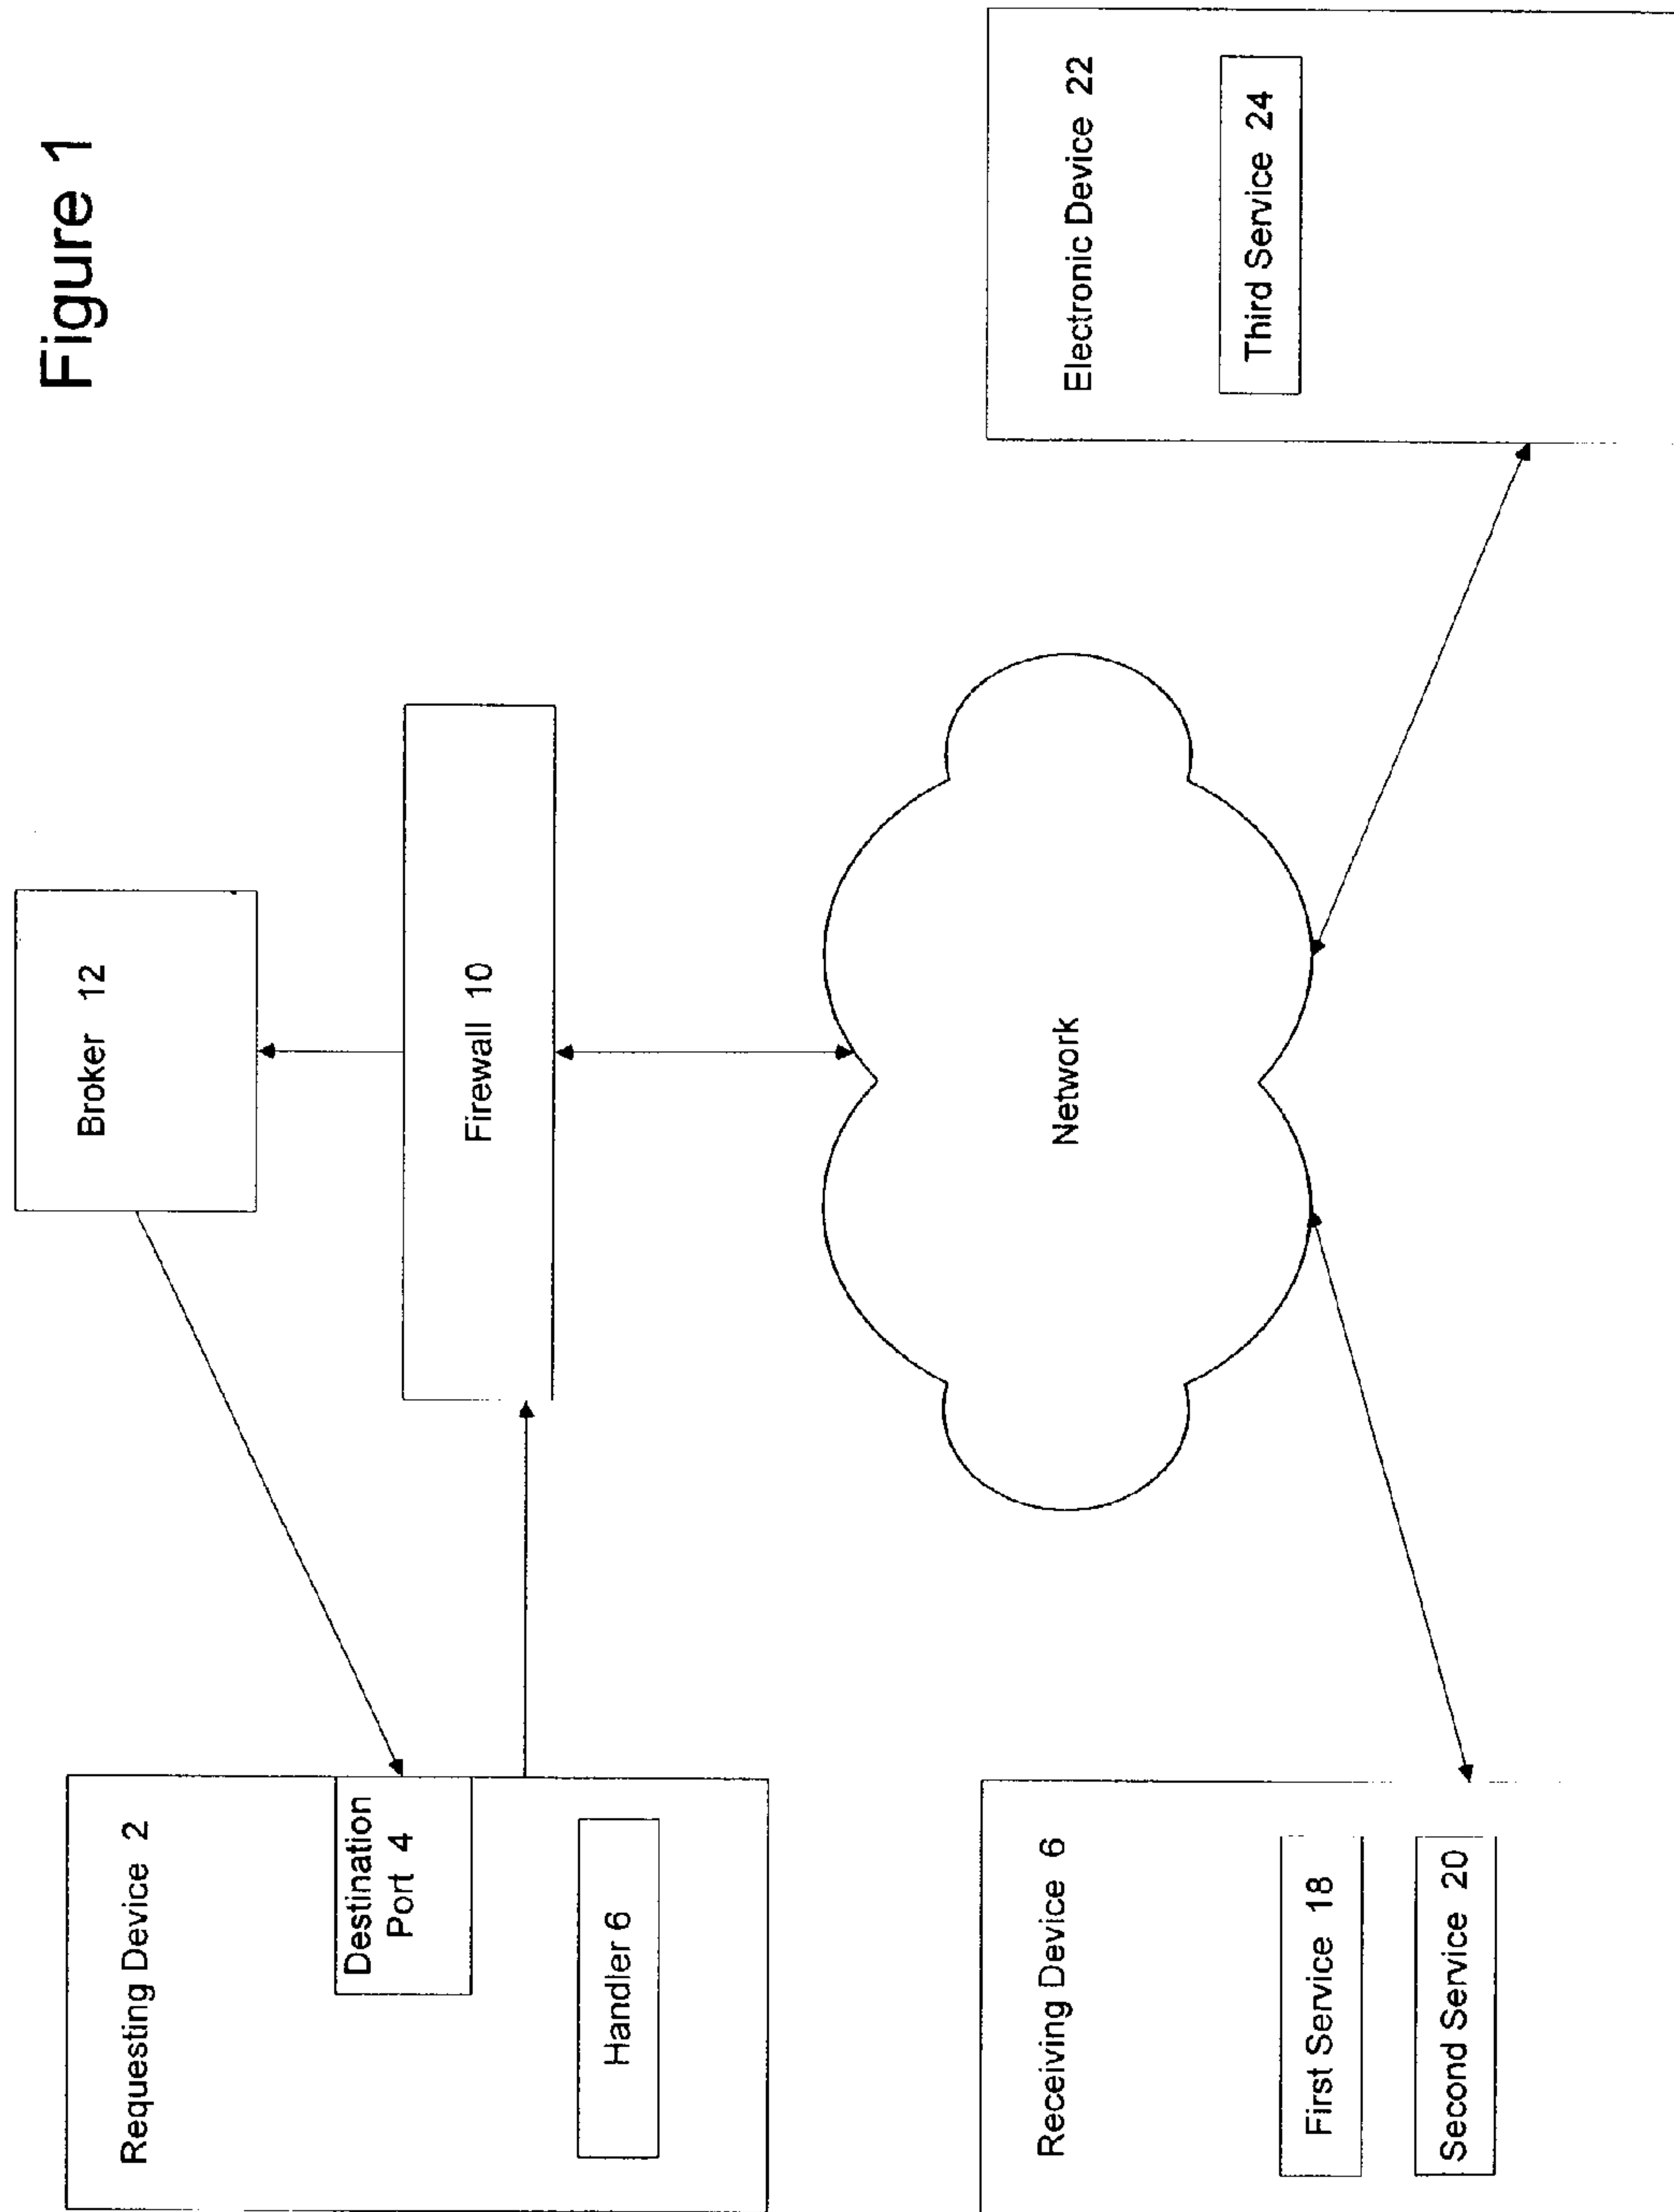 Figure 1
Requesting Device 2
Destination
Port 4
Handler 6
Broker 12
Firewall 10
Network
Receiving Device 6
First Service 18
Second Service 20
Electronic Device 22
Third Service 24